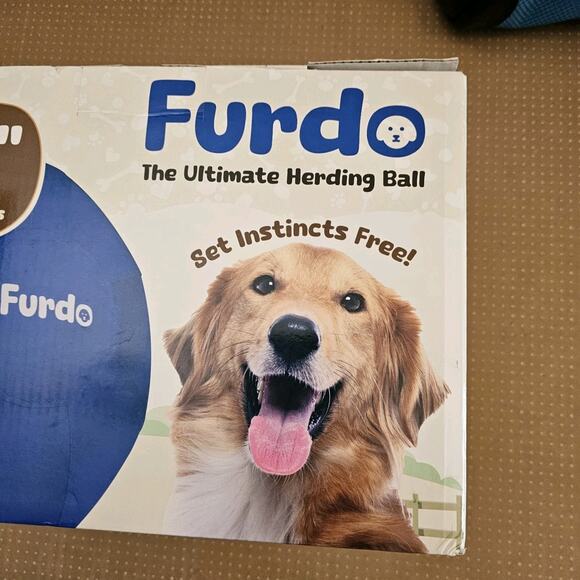 Furdo
The Ultimate Herding Ball
Set Instincts Free!
Furdo